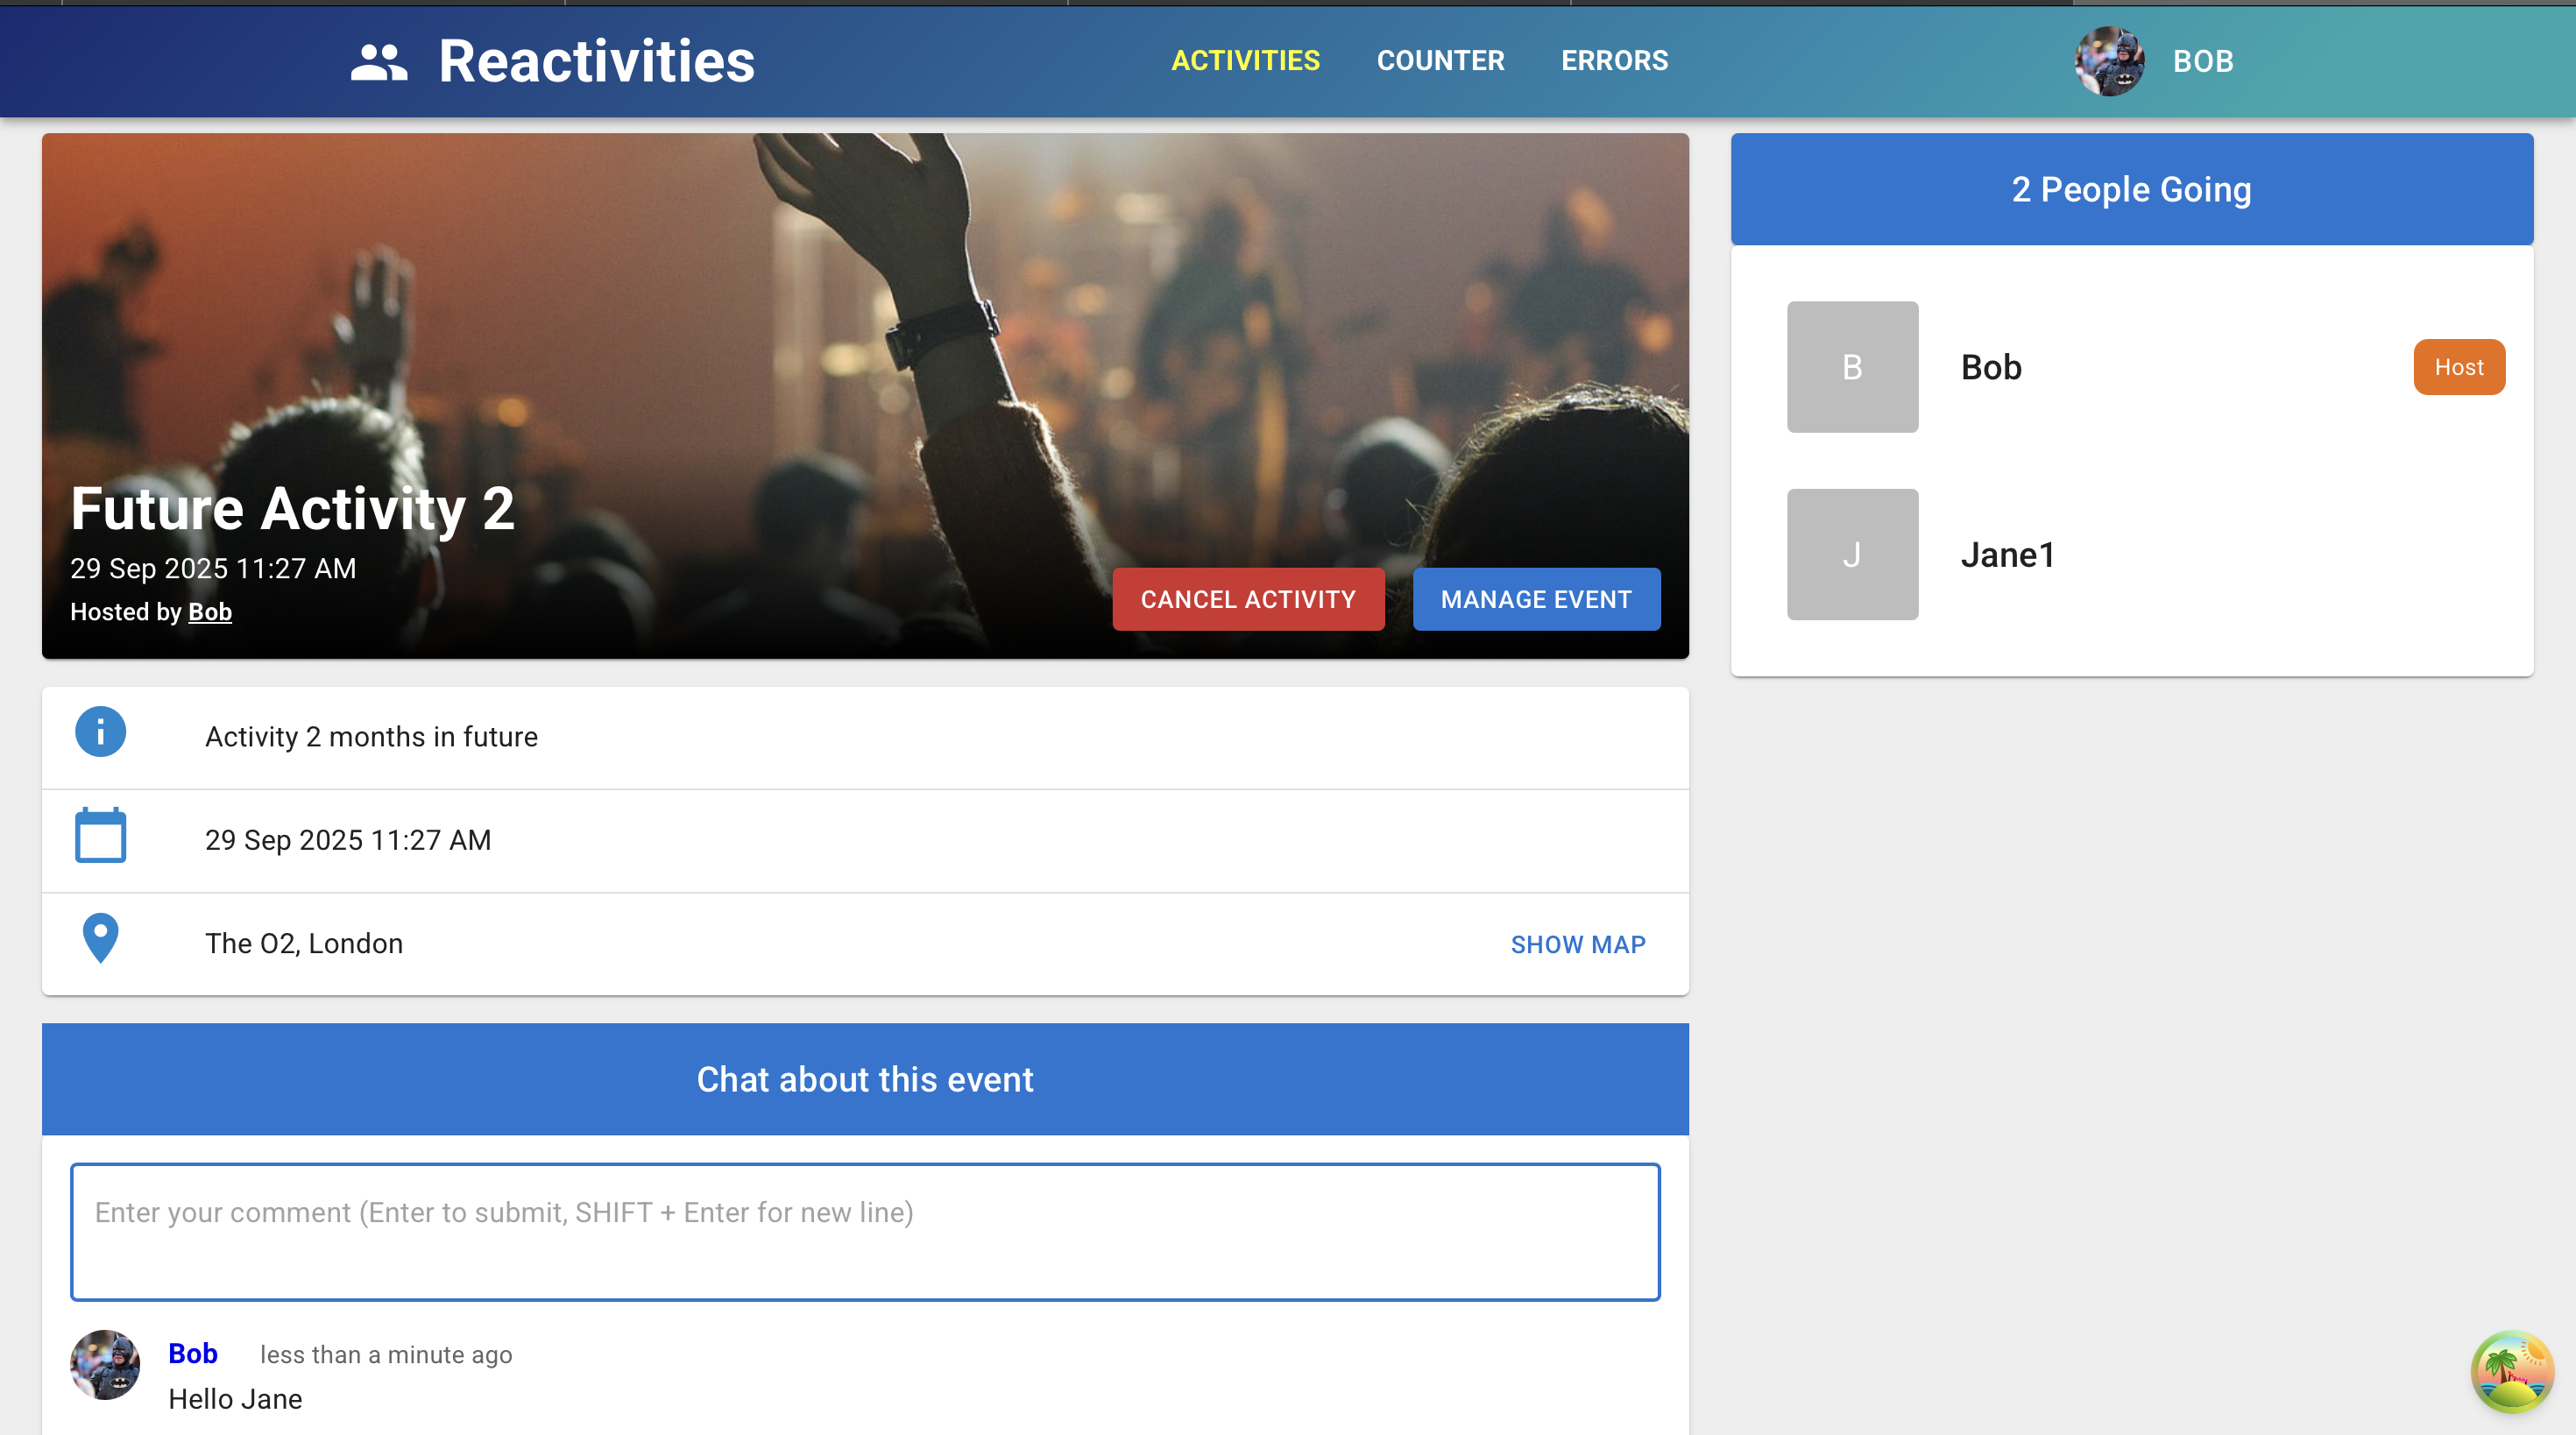 Reactivities
ACTIVITIES
COUNTER
ERRORS
BOB
Future Activity 2
29 Sep 2025 11:27 AM
Hosted by Bob
CANCEL ACTIVITY
MANAGE EVENT
Activity 2 months in future
29 Sep 2025 11:27 AM
The O2, London
SHOW MAP
Chat about this event
Enter your comment (Enter to submit, SHIFT + Enter for new line)
Bob
less than a minute ago
Hello Jane
2 People Going
B
Bob
Host
J
Jane1